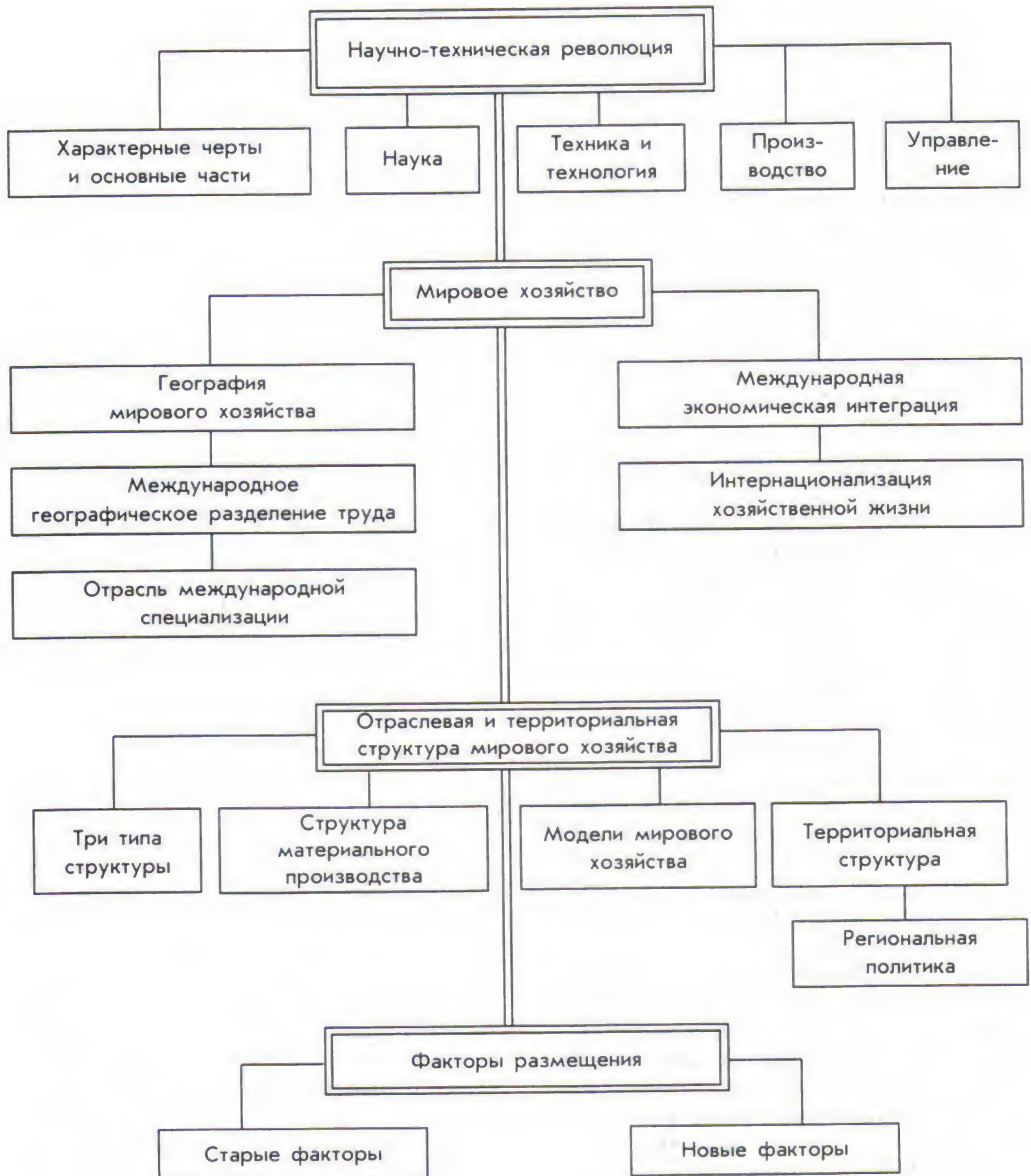 Научно-техническая революция
Характерные черты
и основные части
Наука
Техника и
технология
Произ-
водство
Управле-
ние
Мировое хозяйство
География
мирового хозяйства
Международное
географическое разделение труда
Отрасль международной
специализации
Международная
экономическая интеграция
Интернационализация
хозяйственной жизни
Отраслевая и территориальная
структура мирового хозяйства
Три типа
структуры
Структура
материального
производства
Модели мирового
хозяйства
Территориальная
структура
Региональная
политика
Факторы размещения
Старые факторы
Новые факторы